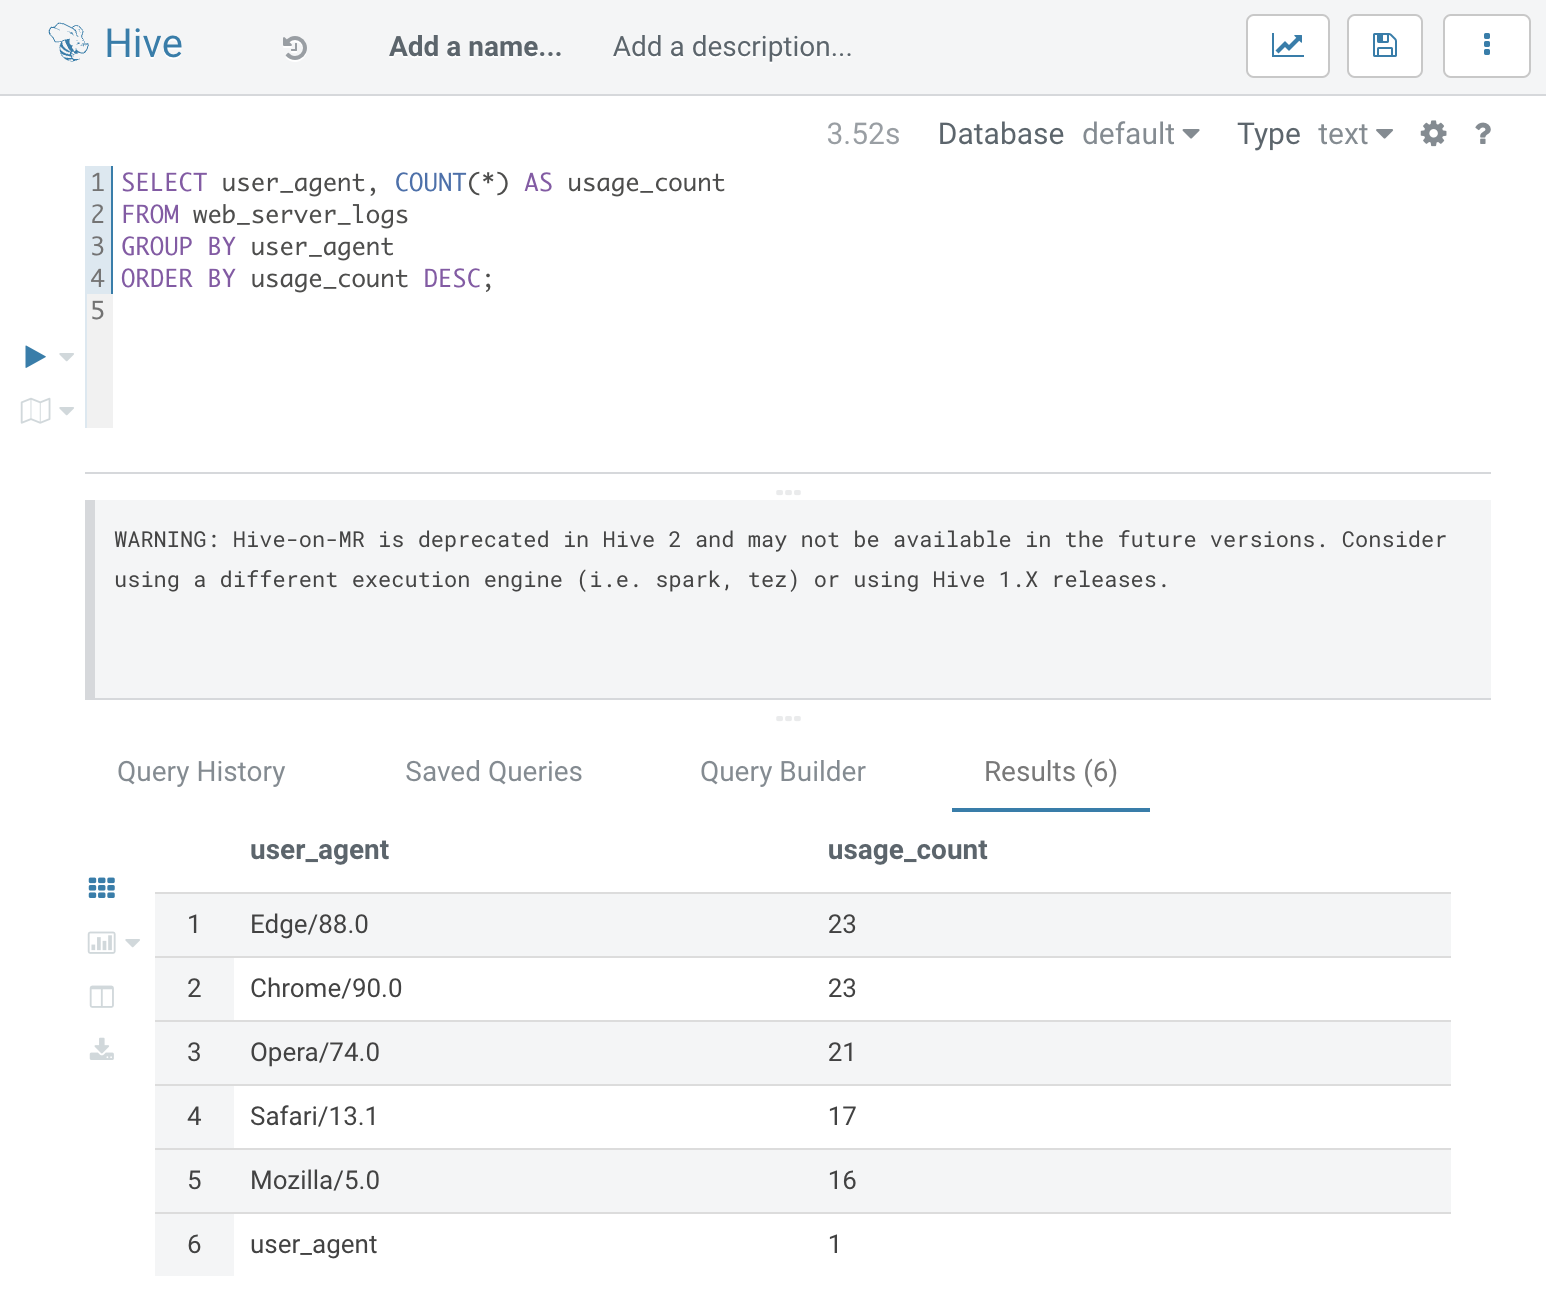 Hive Add a name... Add a description...
3.52s Database default Type text ?
1 SELECT user_agent, COUNT(*) AS usage_count
2 FROM web_server_logs
3 GROUP BY user_agent
4 ORDER BY usage_count DESC;
5
WARNING: Hive-on-MR is deprecated in Hive 2 and may not be available in the future versions. Consider
using a different execution engine (i.e. spark, tez) or using Hive 1.X releases.
Query History Saved Queries Query Builder Results (6)
user_agent usage_count
1 Edge/88.0 23
2 Chrome/90.0 23
3 Opera/74.0 21
4 Safari/13.1 17
5 Mozilla/5.0 16
6 user_agent 1